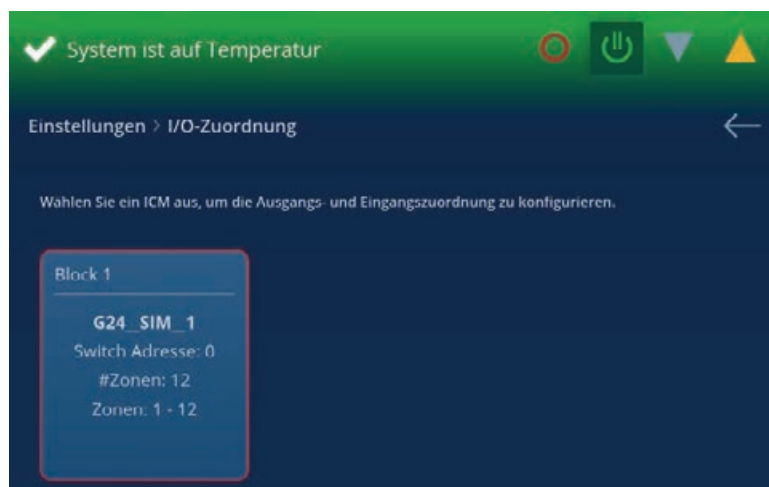 System ist auf Temperatur
Einstellungen > I/O-Zuordnung
Wahlen Sie ein ICM aus, um die Ausgangs- und Eingangszuordnung zu konfigurieren.
Block 1
G24_SIM_1
Switch Adresse: 0
#Zonen: 12
Zonen: 1 - 12